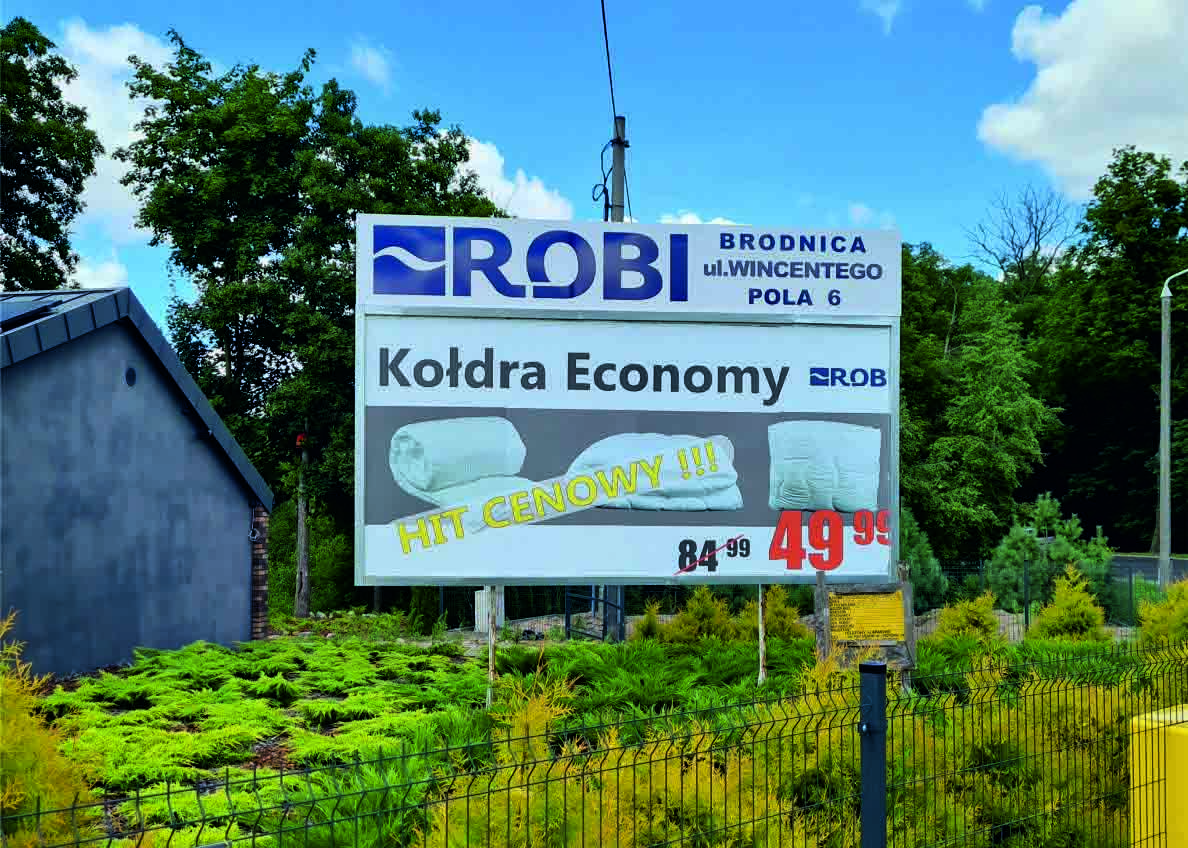 ROBI
BRODNICA
ul.WINCENTEGO
POLA 6
Kołdra Economy
ROB
HIT CENOWY !!!
84 99
49 99